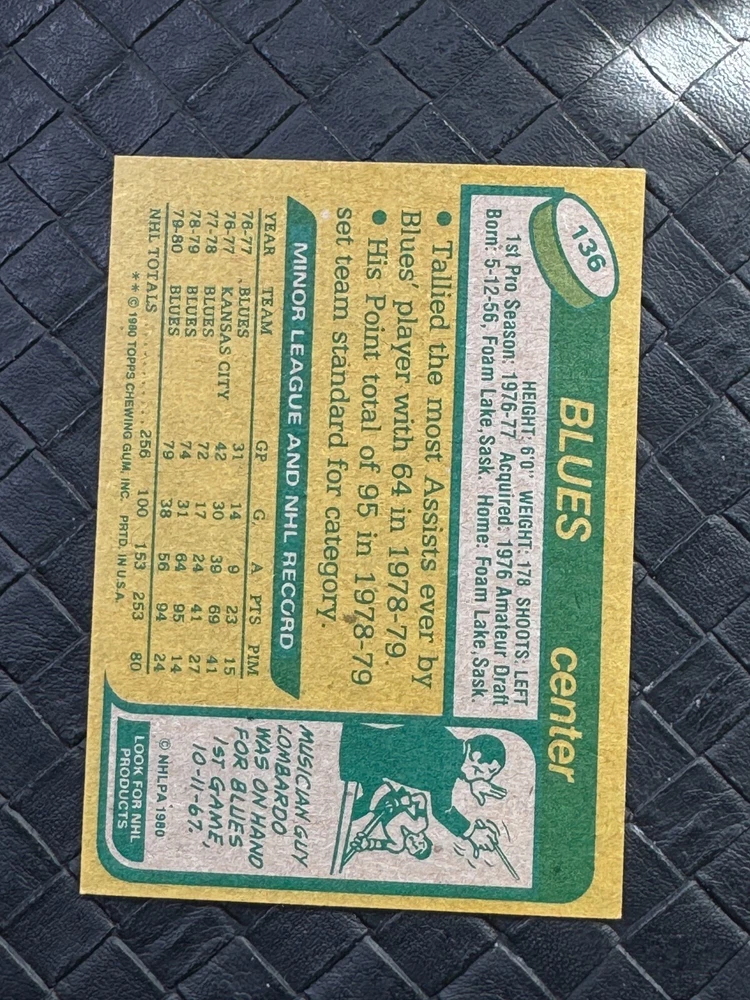 136
BLUES center
HEIGHT: 6'0" WEIGHT: 178 SHOOTS: LEFT
1st Pro Season: 1976-77 Acquired: 1976 Amateur Draft
Born: 5-12-56, Foam Lake, Sask. Home: Foam Lake, Sask.
• Tallied the most Assists ever by
Blues' player with 64 in 1978-79.
• His Point total of 95 in 1978-79
set team standard for category.
MINOR LEAGUE AND NHL RECORD
YEAR TEAM GP G A PTS PIM
76-77 BLUES 31 14 9 23 15
76-77 KANSAS CITY 42 30 39 69 41
77-78 BLUES 72 17 24 41 27
78-79 BLUES 74 31 64 95 14
79-80 BLUES 79 38 56 94 24
NHL TOTALS 256 100 153 253 80
**© 1980 TOPPS CHEWING GUM, INC. PRTD. IN U.S.A.
MUSICIAN GUY
LOMBARDO
WAS ON HAND
FOR BLUES
1ST GAME,
10-11-67.
© NHLPA 1980
LOOK FOR NHL
PRODUCTS